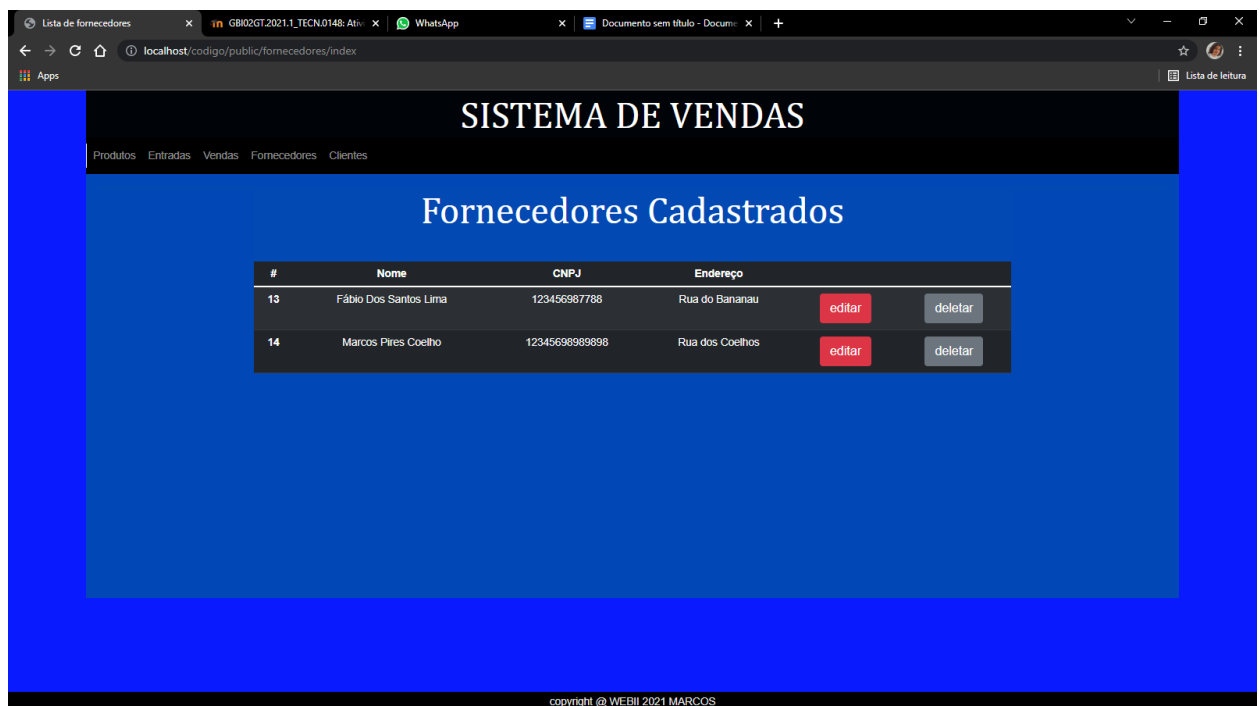 Lista de fornecedores
GBI02GT.2021.1_TECN.0148: Ativ
WhatsApp
Documento sem título - Docume
localhost/codigo/public/fornecedores/index
Apps
Lista de leitura
SISTEMA DE VENDAS
Produtos Entradas Vendas Fornecedores Clientes
Fornecedores Cadastrados
# Nome CNPJ Endereço
13 Fábio Dos Santos Lima 123456987788 Rua do Bananau editar deletar
14 Marcos Pires Coelho 12345698989898 Rua dos Coelhos editar deletar
copyright @ WEBII 2021 MARCOS